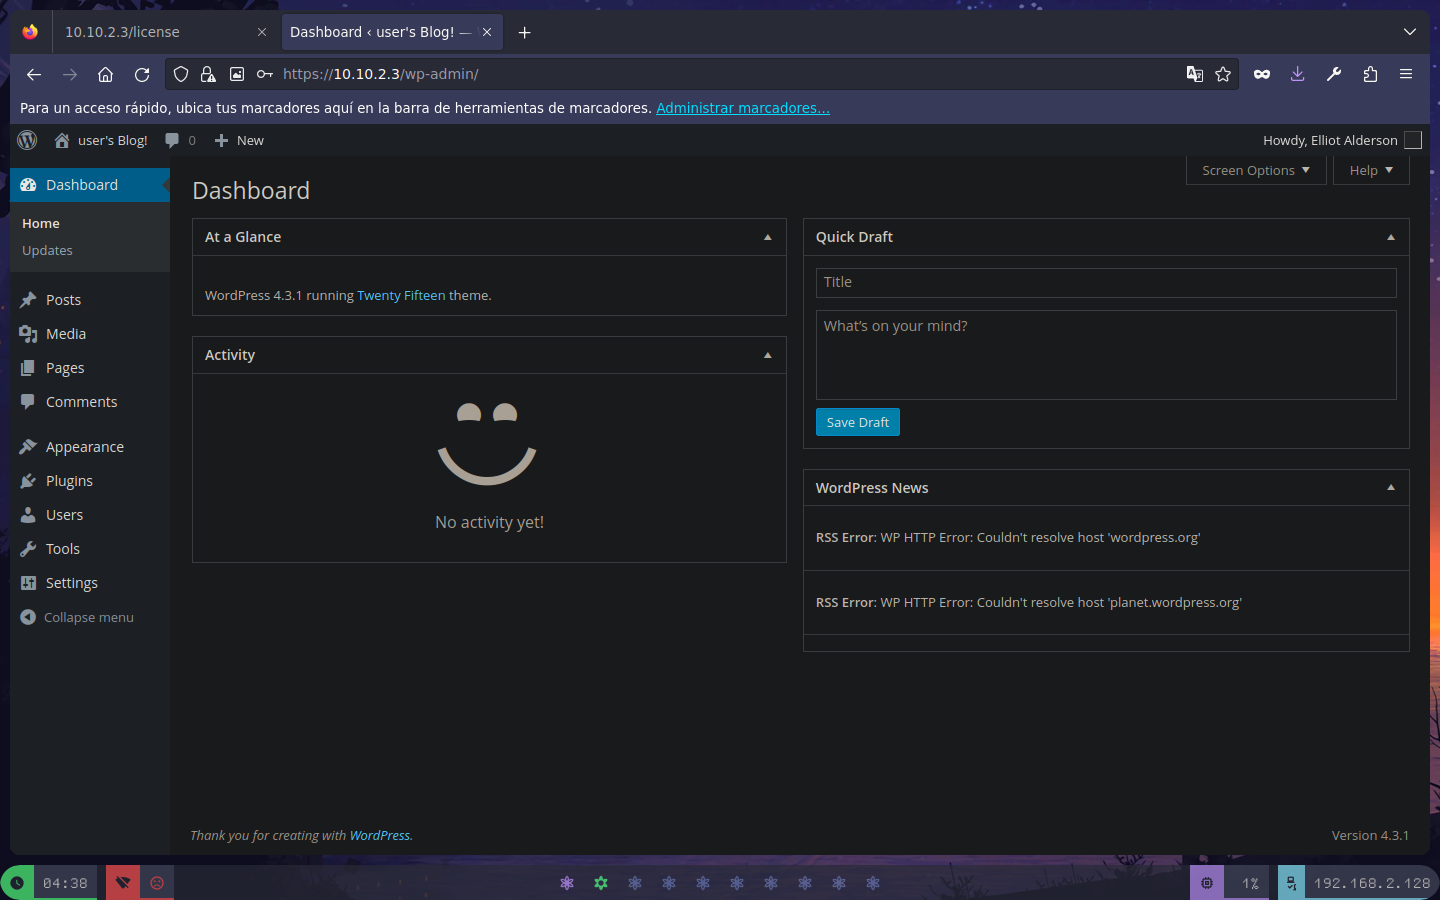 10.10.2.3/license
Dashboard ‹ user's Blog! —
https://10.10.2.3/wp-admin/
Para un acceso rápido, ubica tus marcadores aquí en la barra de herramientas de marcadores. Administrar marcadores…
user's Blog! 0 New Howdy, Elliot Alderson
Screen Options Help
Dashboard
Home
Updates
Posts
Media
Pages
Comments
Appearance
Plugins
Users
Tools
Settings
Collapse menu
Dashboard
At a Glance
WordPress 4.3.1 running Twenty Fifteen theme.
Activity
No activity yet!
Quick Draft
Title
What's on your mind?
Save Draft
WordPress News
RSS Error: WP HTTP Error: Couldn't resolve host 'wordpress.org'
RSS Error: WP HTTP Error: Couldn't resolve host 'planet.wordpress.org'
Thank you for creating with WordPress. Version 4.3.1
04:38 1% 192.168.2.128